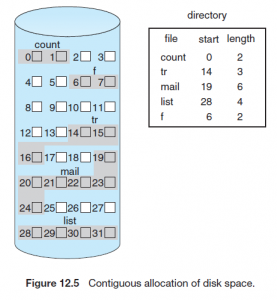 directory
file start length
count 0 2
tr 14 3
mail 19 6
list 28 4
f 6 2
count
0 1 2 3
f
4 5 6 7
8 9 10 11
tr
12 13 14 15
16 17 18 19
mail
20 21 22 23
24 25 26 27
list
28 29 30 31
Figure 12.5 Contiguous allocation of disk space.